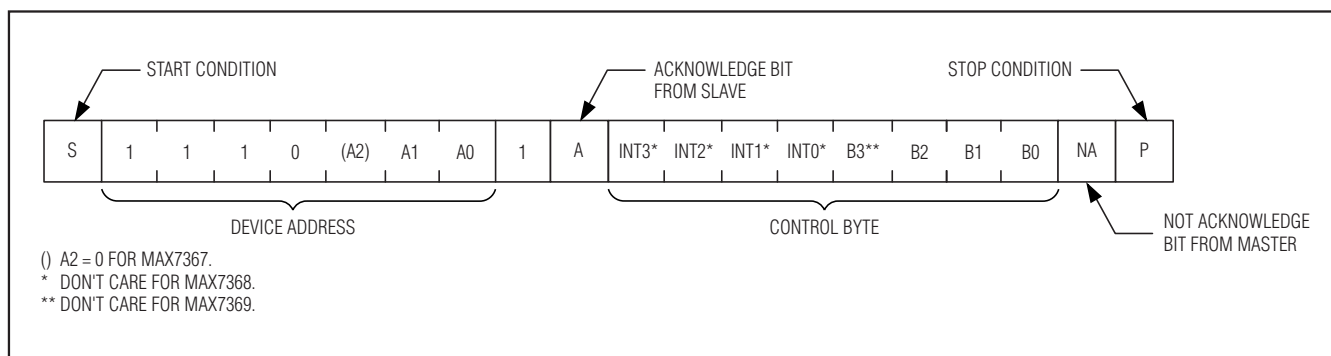 START CONDITION
ACKNOWLEDGE BIT
FROM SLAVE
STOP CONDITION
S 1 1 1 0 (A2) A1 A0 1 A INT3* INT2* INT1* INT0* B3** B2 B1 B0 NA P
DEVICE ADDRESS
CONTROL BYTE
NOT ACKNOWLEDGE
BIT FROM MASTER
() A2 = 0 FOR MAX7367.
* DON'T CARE FOR MAX7368.
** DON'T CARE FOR MAX7369.